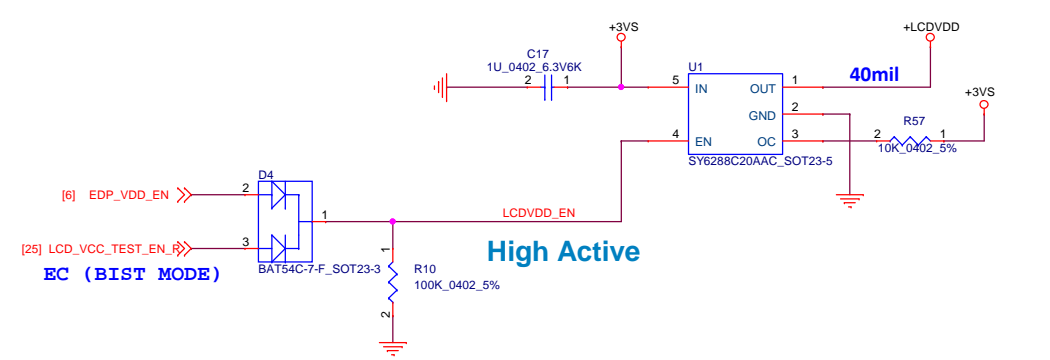 +3VS
+LCDVDD
C17
1U_0402_6.3V6K
2
1
U1
5
IN
OUT
1
40mil
GND
2
4
EN
OC
3
SY6288C20AAC_SOT23-5
+3VS
R57
2
1
10K_0402_5%
D4
[6] EDP_VDD_EN
2
1
LCDVDD_EN
[25] LCD_VCC_TEST_EN_R
3
EC (BIST MODE)
BAT54C-7-F_SOT23-3
High Active
1
R10
100K_0402_5%
2